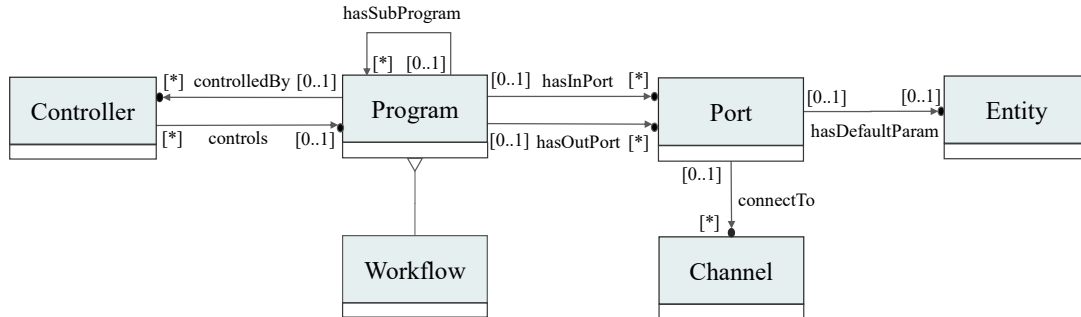 hasSubProgram
[*] [0..1]
[*] controlledBy [0..1]
[0..1] hasInPort [*]
Controller
Program
Port
Entity
[0..1] [0..1]
hasDefaultParam
[*] controls [0..1]
[0..1] hasOutPort [*]
[0..1]
connectTo
[*]
Workflow
Channel